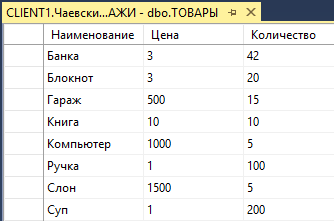 CLIENT1.Чаевски...АЖИ - dbo.ТОВАРЫ
Наименование Цена Количество
Банка 3 42
Блокнот 3 20
Гараж 500 15
Книга 10 10
Компьютер 1000 5
Ручка 1 100
Слон 1500 5
Суп 1 200